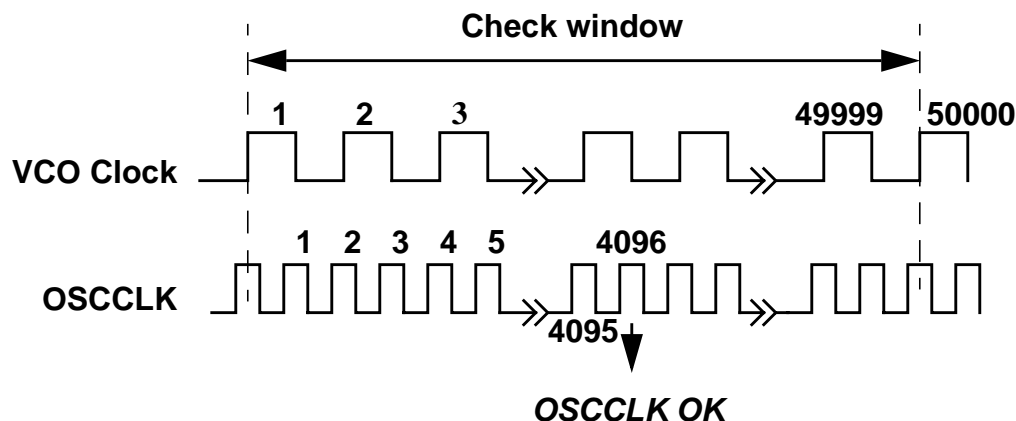 Check window
1 2 3 49999 50000
VCO Clock
1 2 3 4 5 4096
OSCCLK
4095
OSCCLK OK